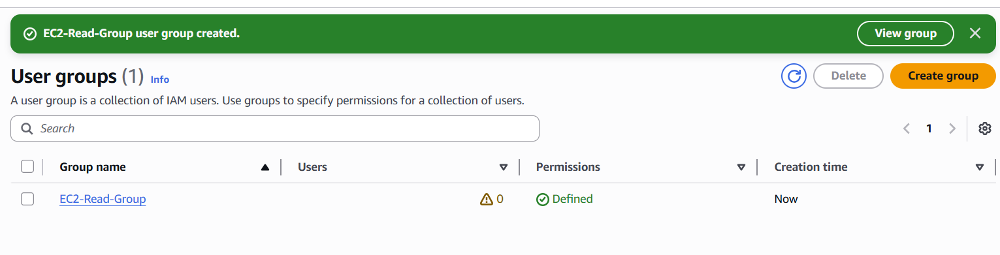 EC2-Read-Group user group created.
View group
User groups (1) Info
Delete
Create group
A user group is a collection of IAM users. Use groups to specify permissions for a collection of users.
Search
1
Group name Users Permissions Creation time
EC2-Read-Group 0 Defined Now